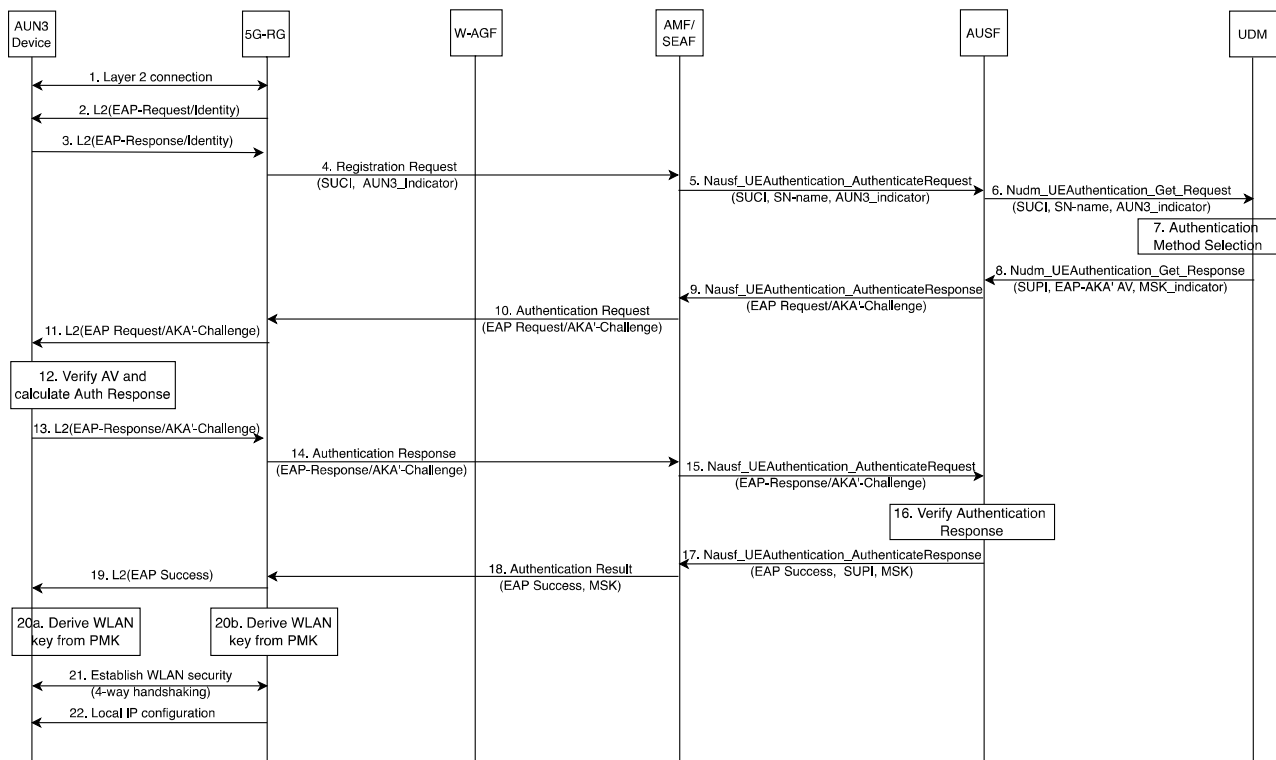 AUN3
Device
5G-RG
W-AGF
AMF/
SEAF
AUSF
UDM
1. Layer 2 connection
2. L2(EAP-Request/Identity)
3. L2(EAP-Response/Identity)
4. Registration Request
(SUCI, AUN3_Indicator)
5. Nausf_UEAuthentication_AuthenticateRequest
(SUCI, SN-name, AUN3_indicator)
6. Nudm_UEAuthentication_Get_Request
(SUCI, SN-name, AUN3_indicator)
7. Authentication
Method Selection
8. Nudm_UEAuthentication_Get_Response
(SUPI, EAP-AKA' AV, MSK_indicator)
9. Nausf_UEAuthentication_AuthenticateResponse
(EAP Request/AKA'-Challenge)
10. Authentication Request
(EAP Request/AKA'-Challenge)
11. L2(EAP Request/AKA'-Challenge)
12. Verify AV and
calculate Auth Response
13. L2(EAP-Response/AKA'-Challenge)
14. Authentication Response
(EAP-Response/AKA'-Challenge)
15. Nausf_UEAuthentication_AuthenticateRequest
(EAP-Response/AKA'-Challenge)
16. Verify Authentication
Response
17. Nausf_UEAuthentication_AuthenticateResponse
(EAP Success, SUPI, MSK)
18. Authentication Result
(EAP Success, MSK)
19. L2(EAP Success)
20a. Derive WLAN
key from PMK
20b. Derive WLAN
key from PMK
21. Establish WLAN security
(4-way handshaking)
22. Local IP configuration